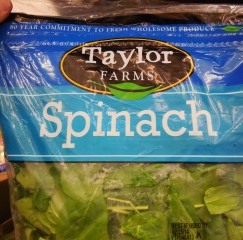 80 YEAR COMMITMENT TO FRESH WHOLESOME PRODUCE
Taylor
FARMS
Spinach